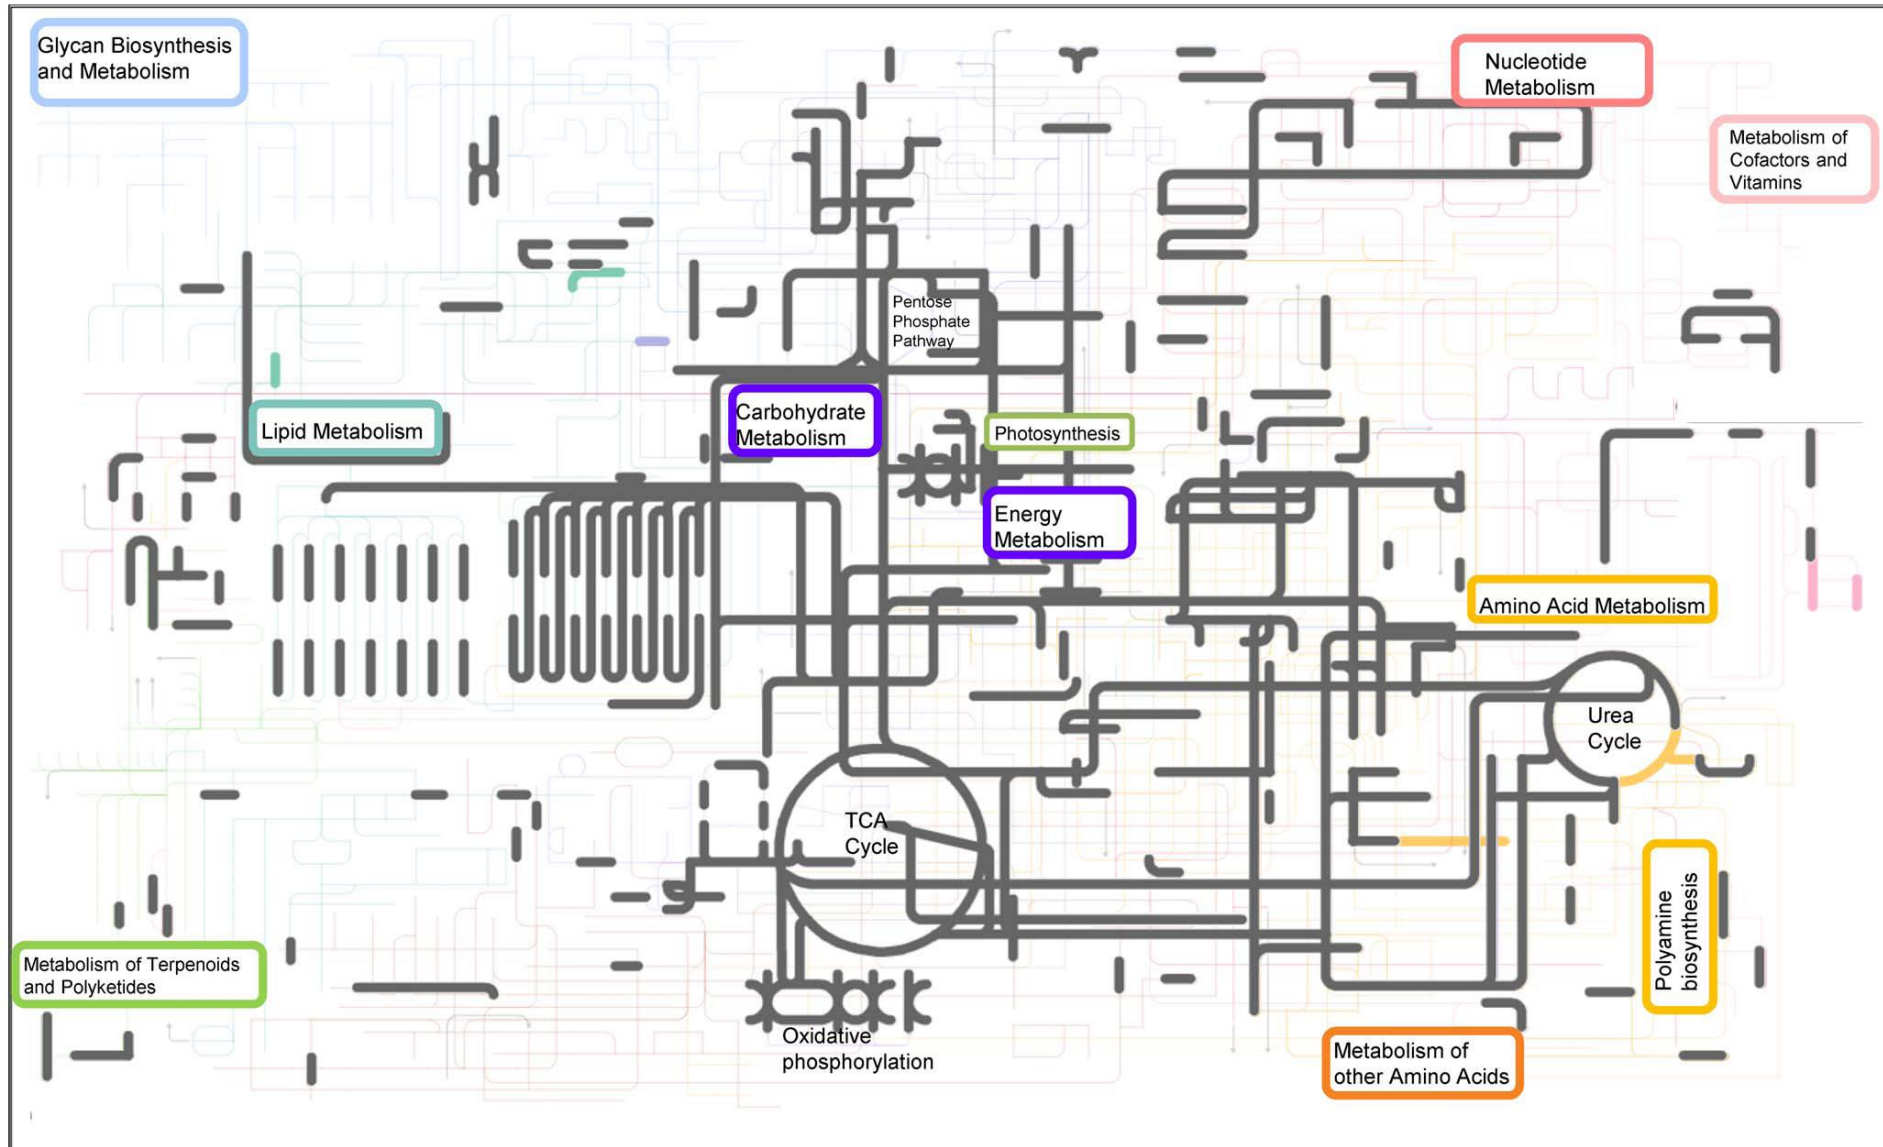 Glycan Biosynthesis
and Metabolism
Nucleotide
Metabolism
Metabolism of
Cofactors and
Vitamins
Pentose
Phosphate
Pathway
Lipid Metabolism
Carbohydrate
Metabolism
Photosynthesis
Energy
Metabolism
Amino Acid Metabolism
Urea
Cycle
TCA
Cycle
Polyamine
biosynthesis
Metabolism of Terpenoids
and Polyketides
Oxidative
phosphorylation
Metabolism of
other Amino Acids